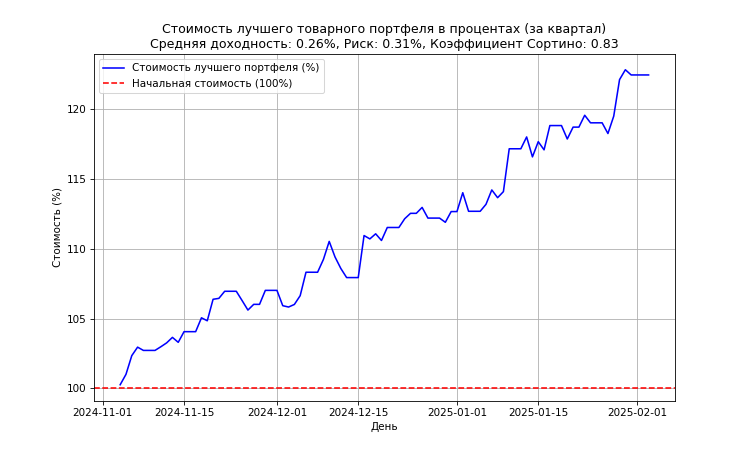 Стоимость лучшего товарного портфеля в процентах (за квартал)
Средняя доходность: 0.26%, Риск: 0.31%, Коэффициент Сортино: 0.83
Стоимость лучшего портфеля (%)
Начальная стоимость (100%)
Стоимость (%)
120
115
110
105
100
2024-11-01 2024-11-15 2024-12-01 2024-12-15 2025-01-01 2025-01-15 2025-02-01
День